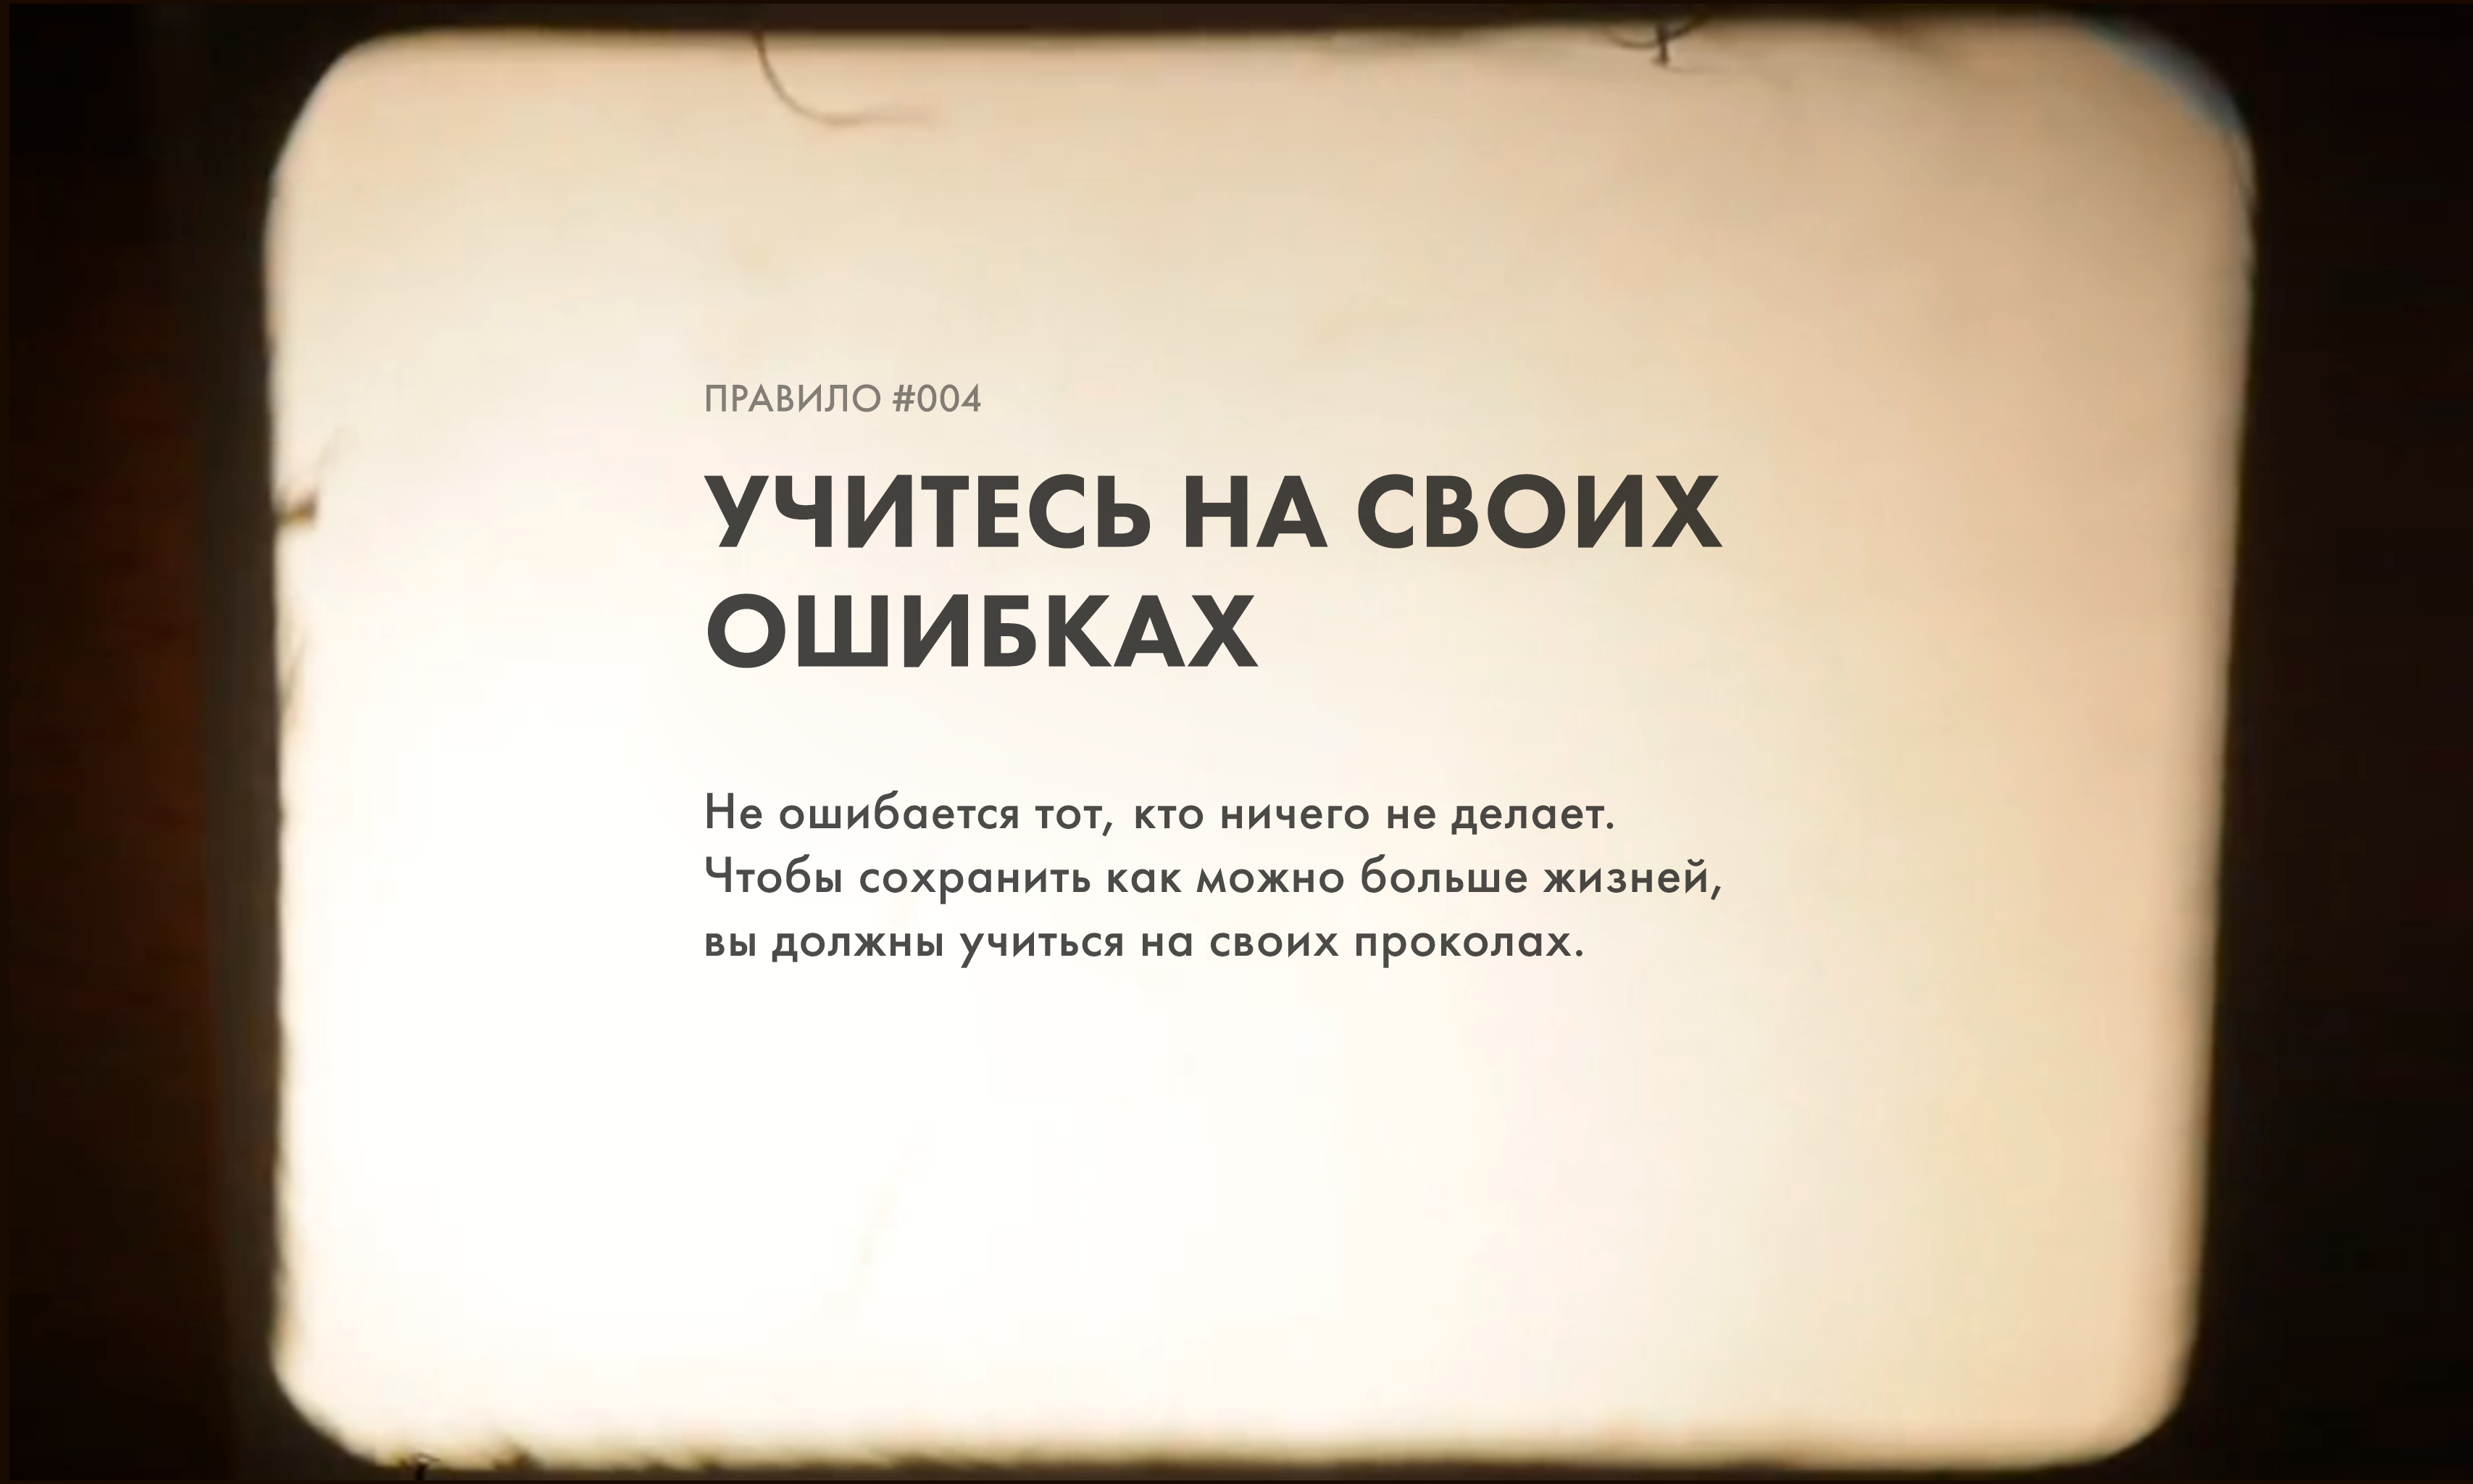 ПРАВИЛО #004
УЧИТЕСЬ НА СВОИХ
ОШИБКАХ
Не ошибается тот, кто ничего не делает.
Чтобы сохранить как можно больше жизней,
вы должны учиться на своих проколах.